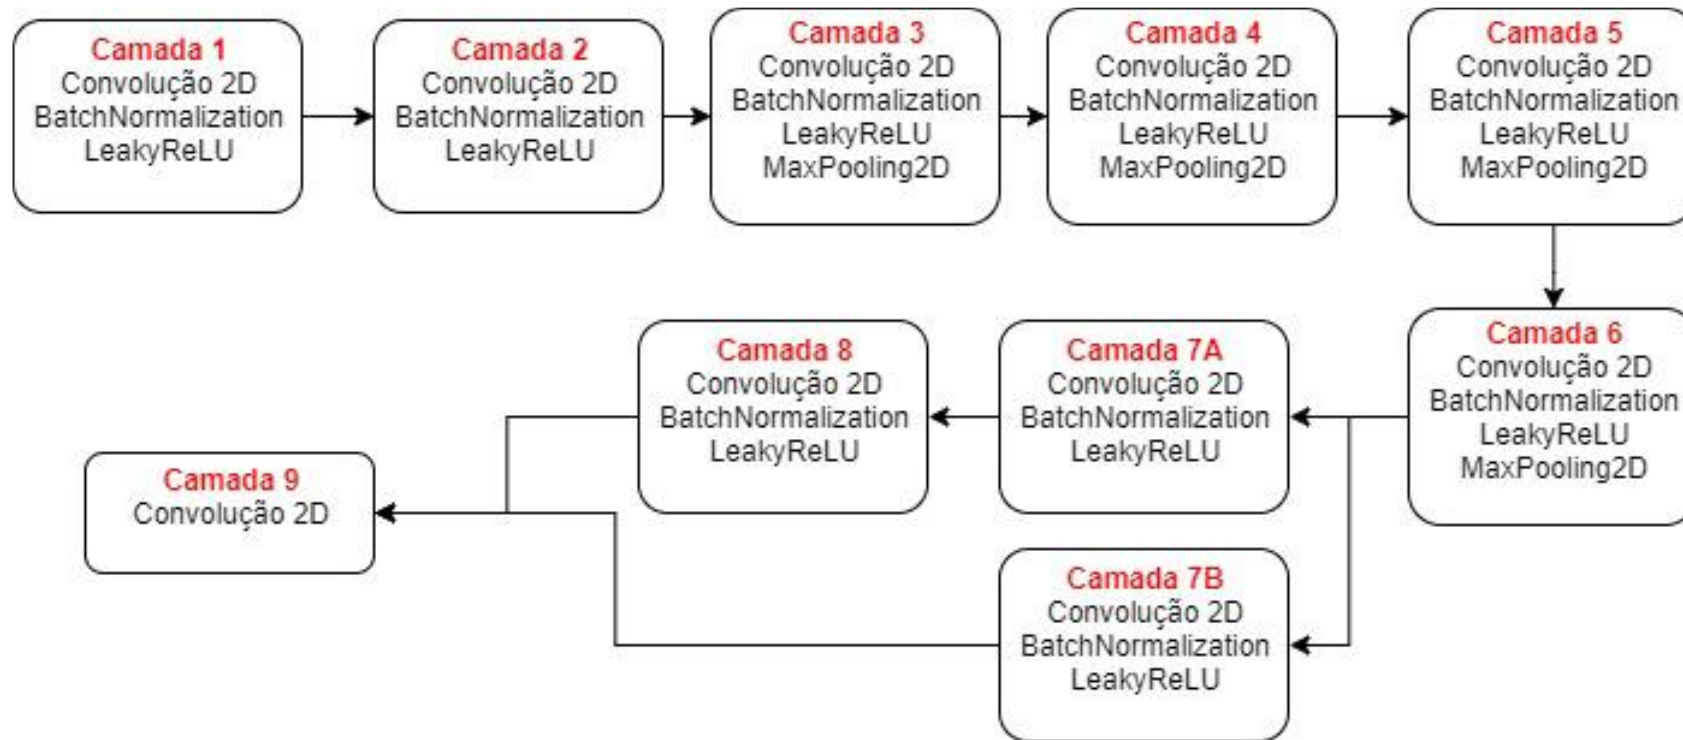 Camada 1
Convolução 2D
BatchNormalization
LeakyReLU
Camada 2
Convolução 2D
BatchNormalization
LeakyReLU
Camada 3
Convolução 2D
BatchNormalization
LeakyReLU
MaxPooling2D
Camada 4
Convolução 2D
BatchNormalization
LeakyReLU
MaxPooling2D
Camada 5
Convolução 2D
BatchNormalization
LeakyReLU
MaxPooling2D
Camada 6
Convolução 2D
BatchNormalization
LeakyReLU
MaxPooling2D
Camada 7A
Convolução 2D
BatchNormalization
LeakyReLU
Camada 7B
Convolução 2D
BatchNormalization
LeakyReLU
Camada 8
Convolução 2D
BatchNormalization
LeakyReLU
Camada 9
Convolução 2D